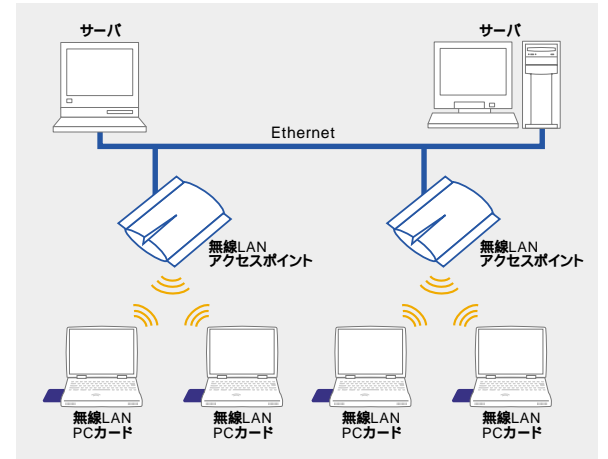 サーバ
サーバ
Ethernet
無線LAN
アクセスポイント
無線LAN
アクセスポイント
無線LAN
PCカード
無線LAN
PCカード
無線LAN
PCカード
無線LAN
PCカード